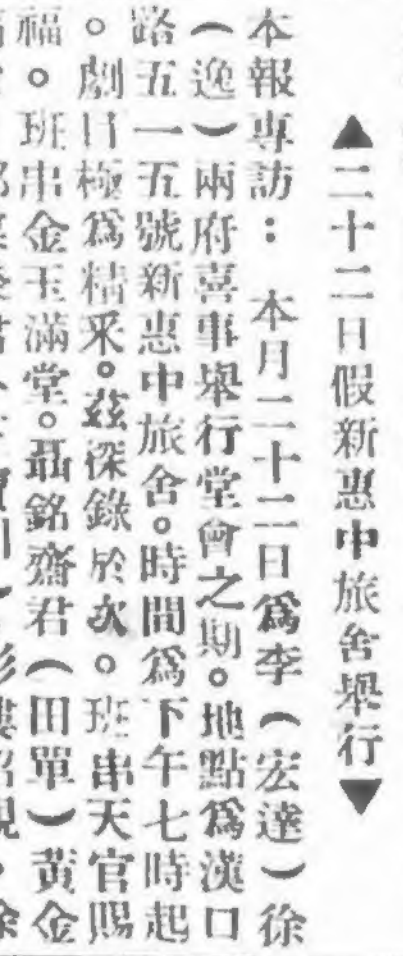 ▲二十二日假新惠中旅舍舉行▼
本報專訪：　本月二十二日爲李（宏達）徐
（逸）兩府喜事舉行堂會之期。地點爲漢口
路五一五號新惠中旅舍。時間爲下午七時起
。劇目極爲精釆。茲探錄於次。班串天官賜
福。班串金玉滿堂。聶銘齋君（田單）黃金